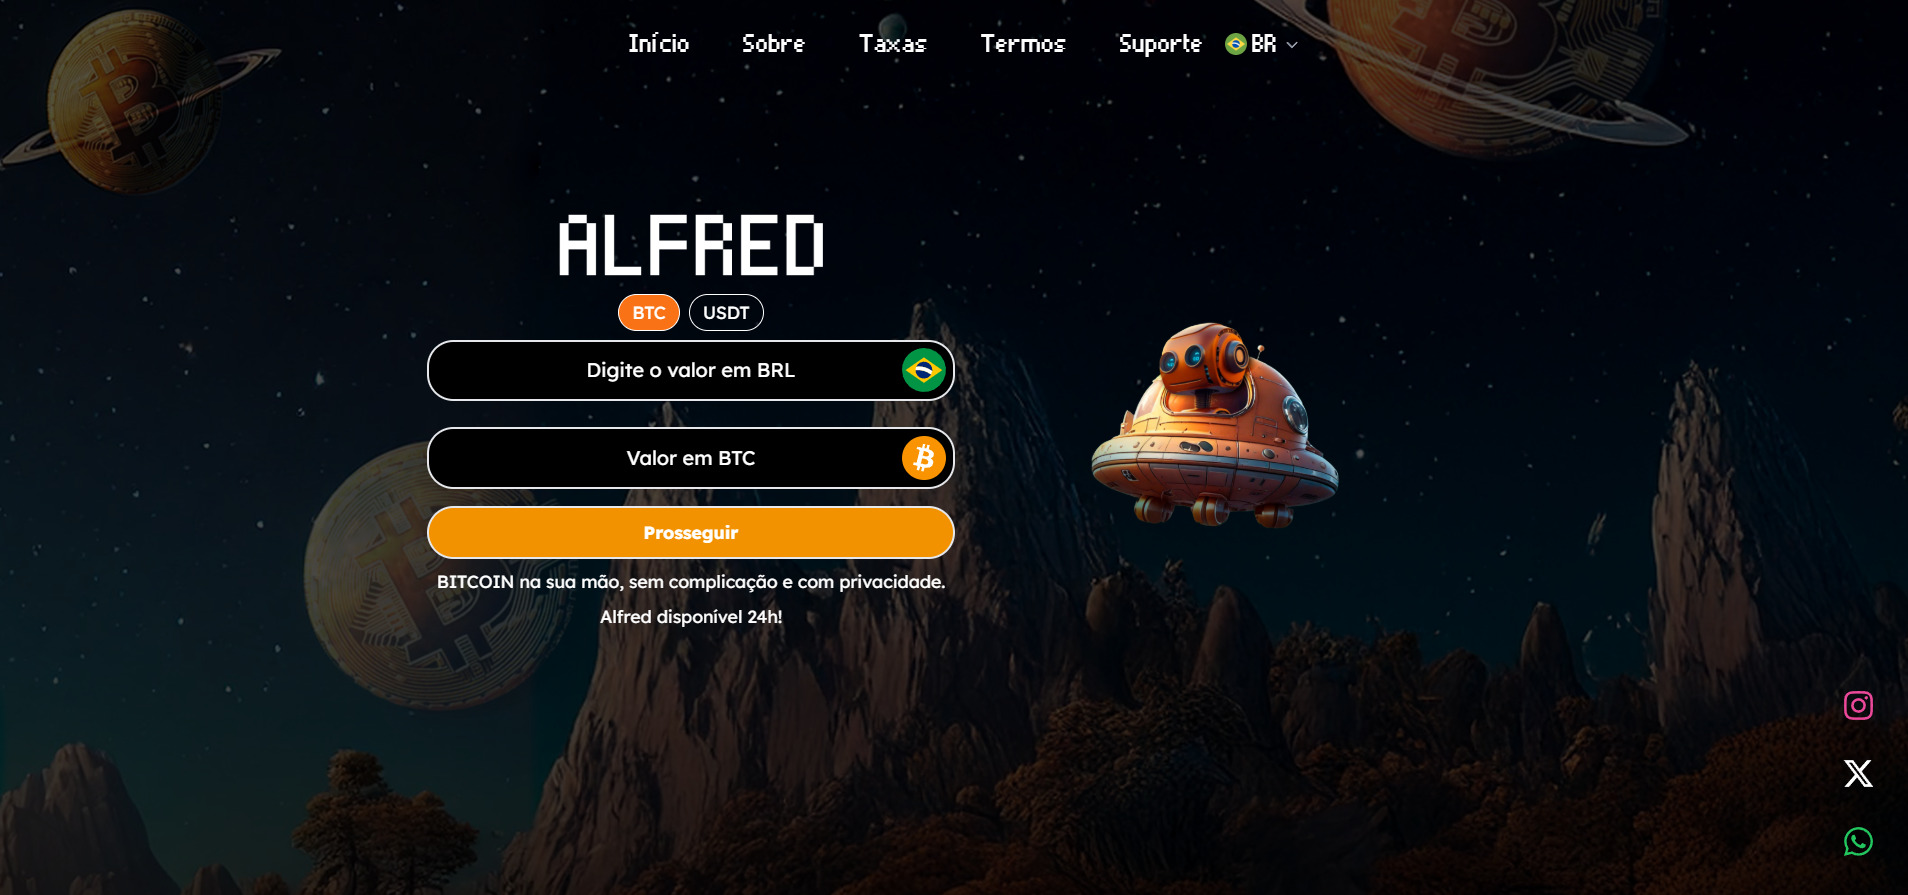 Início Sobre Taxas Termos Suporte BR
ALFRED
BTC USDT
Digite o valor em BRL
Valor em BTC
Prosseguir
BITCOIN na sua mão, sem complicação e com privacidade.
Alfred disponível 24h!